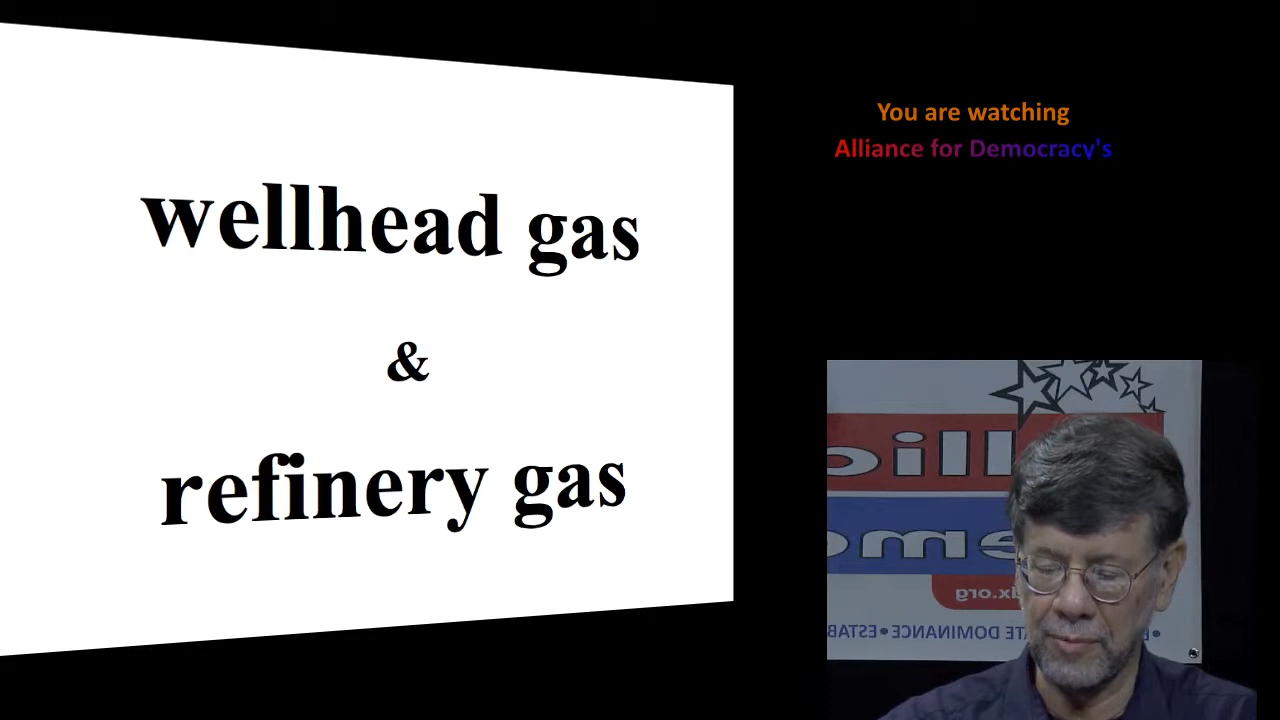 wellhead gas
&
refinery gas
You are watching
Alliance for Democracy's